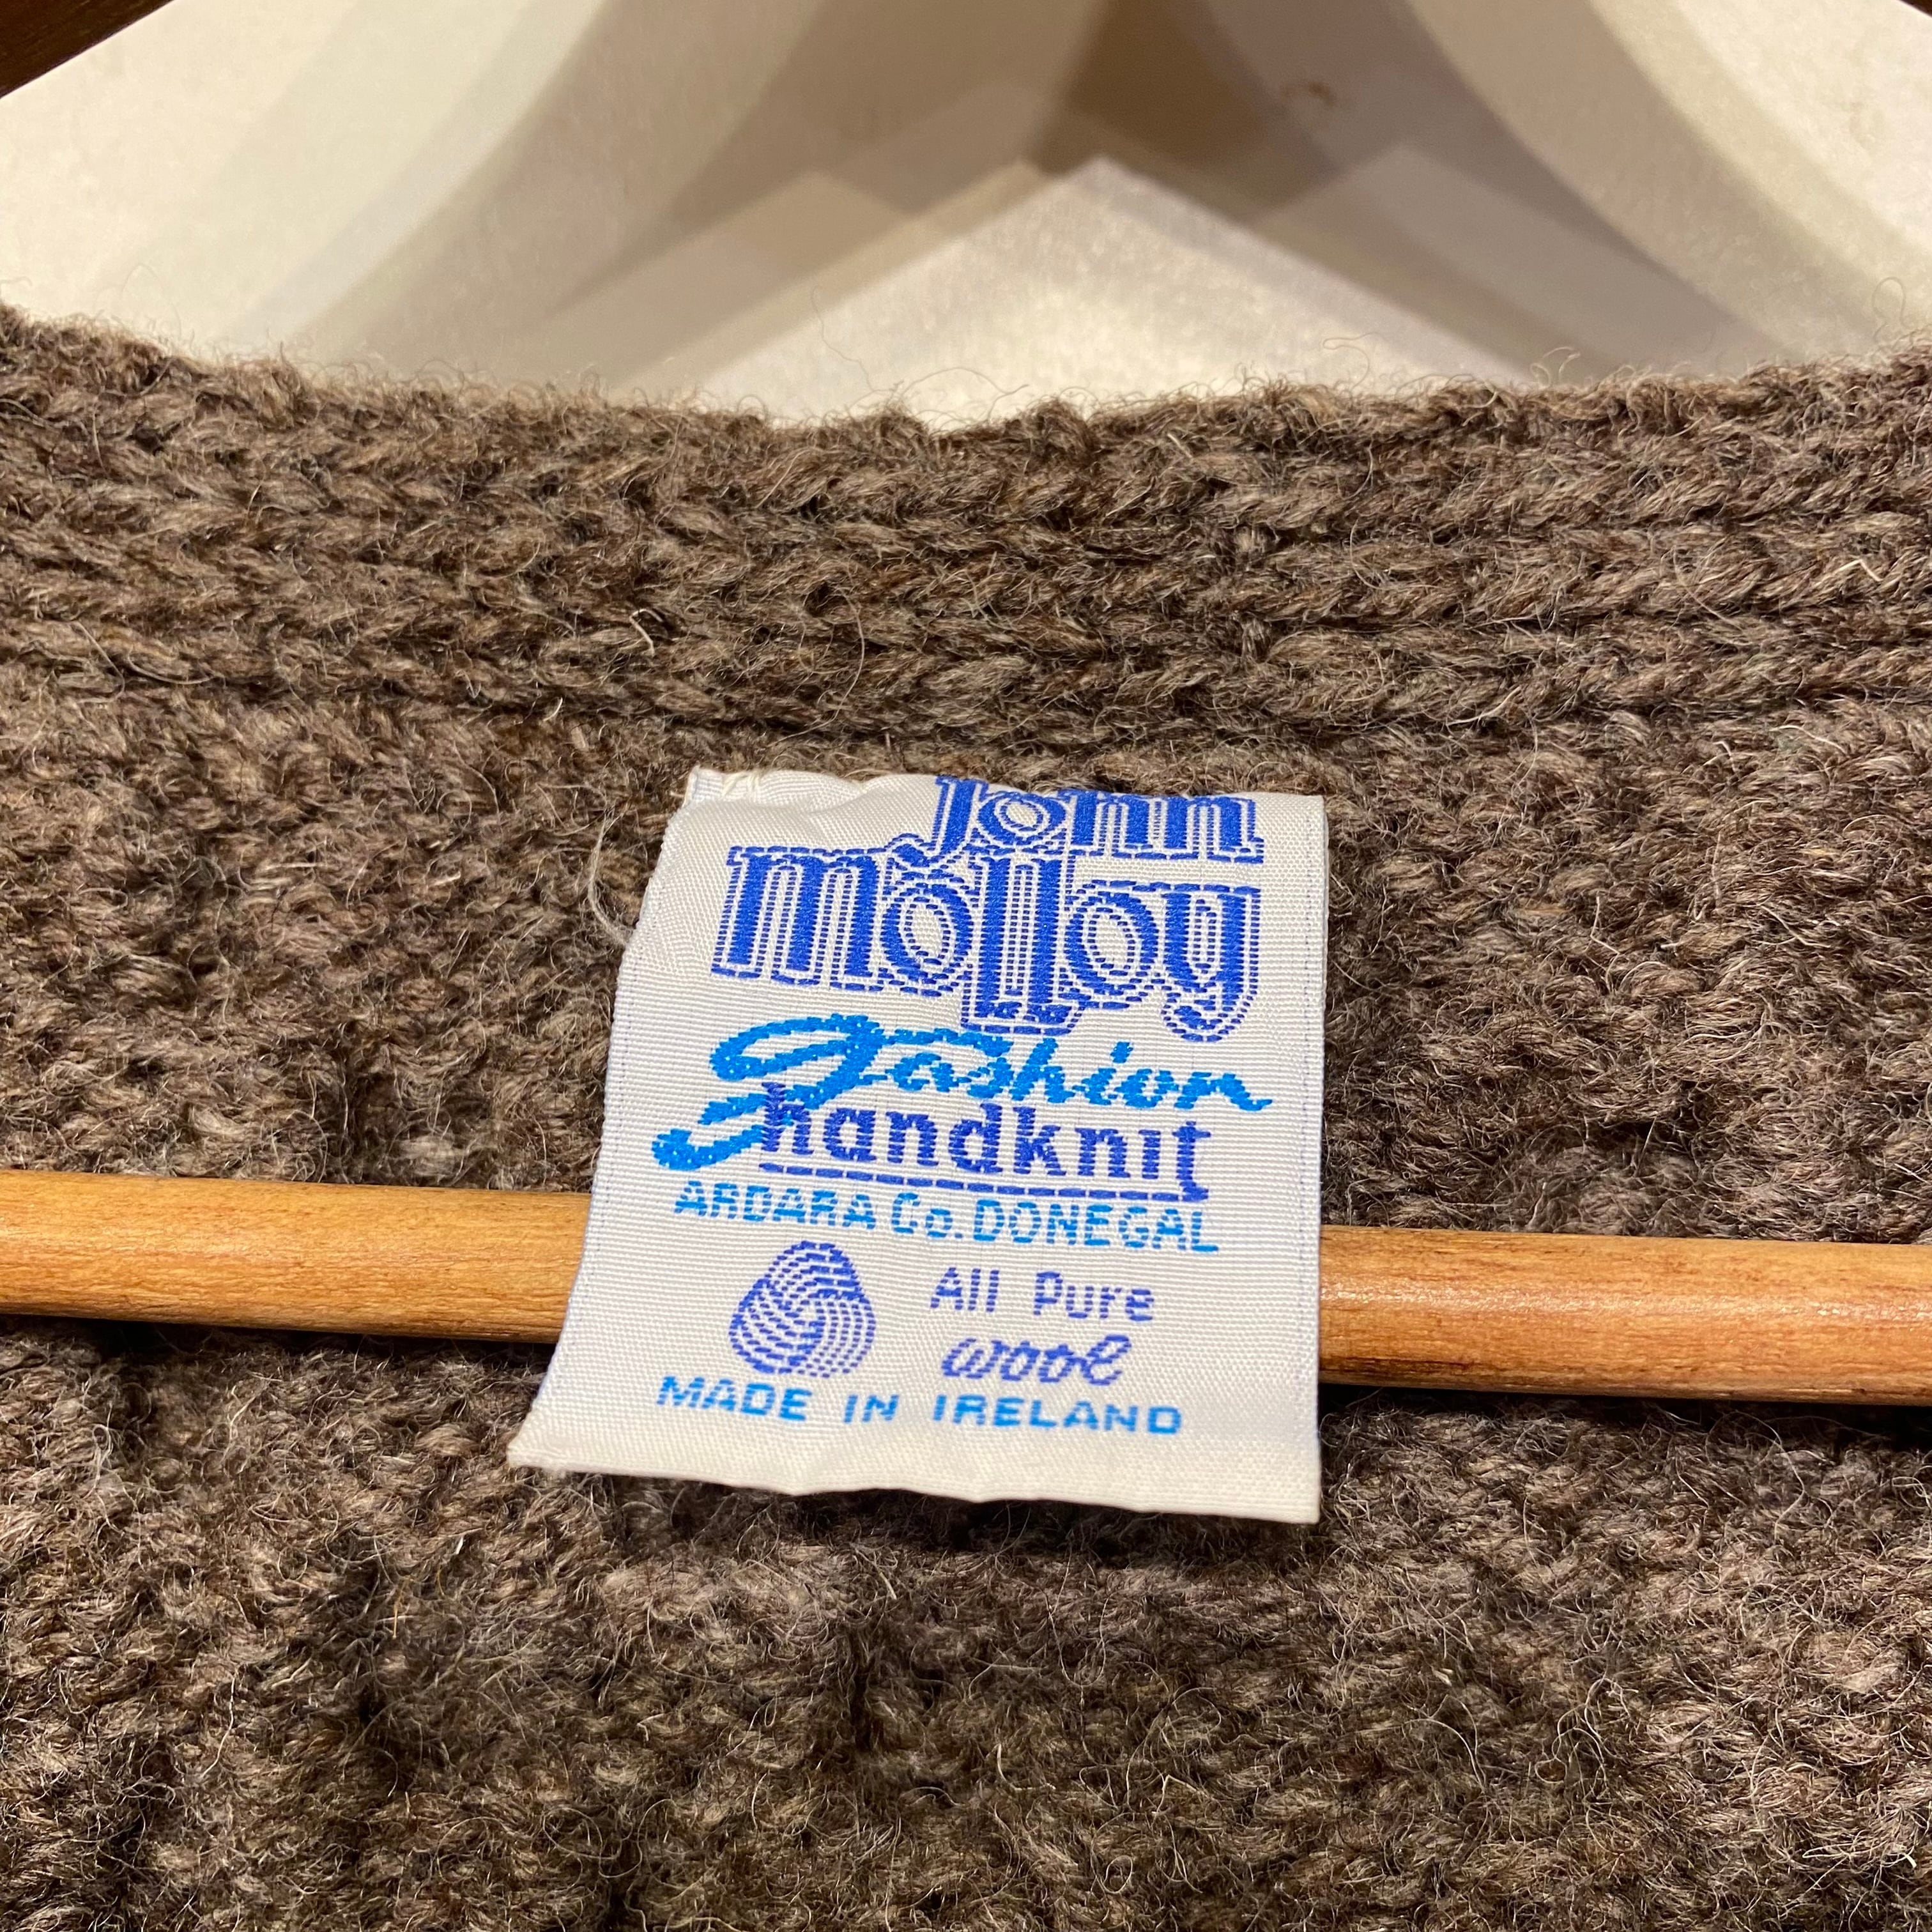 John
Molloy
fashion
handknit
ARDARA Co. DONEGAL
All Pure
wool
MADE IN IRELAND